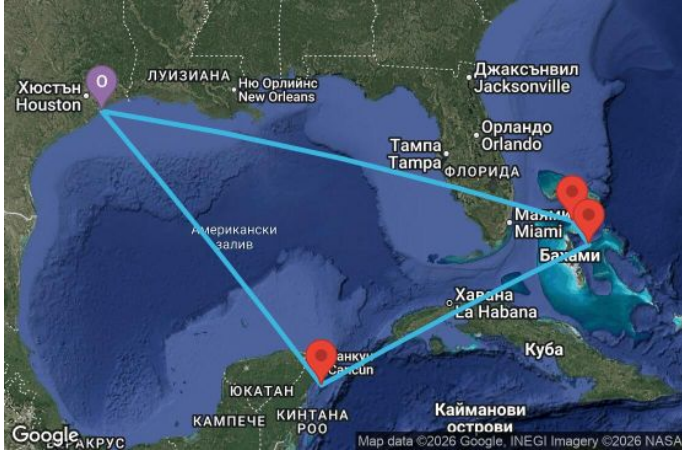 Джаксънвил
Jacksonville
ЛУИЗИАНА
Хюстън
Houston
O
Ню Орлийнс
New Orleans
Орландо
Orlando
Тампа
Tampa
ФЛОРИДА
Маями
Miami
Американски
залив
Бахами
Хавана
La Habana
Cancun
Куба
ЮКАТАН
КАМПЕЧЕ
КИНТАНА
РОО
Кайманови
острови
Google
Map data ©2026 Google, INEGI Imagery ©2026 NASA